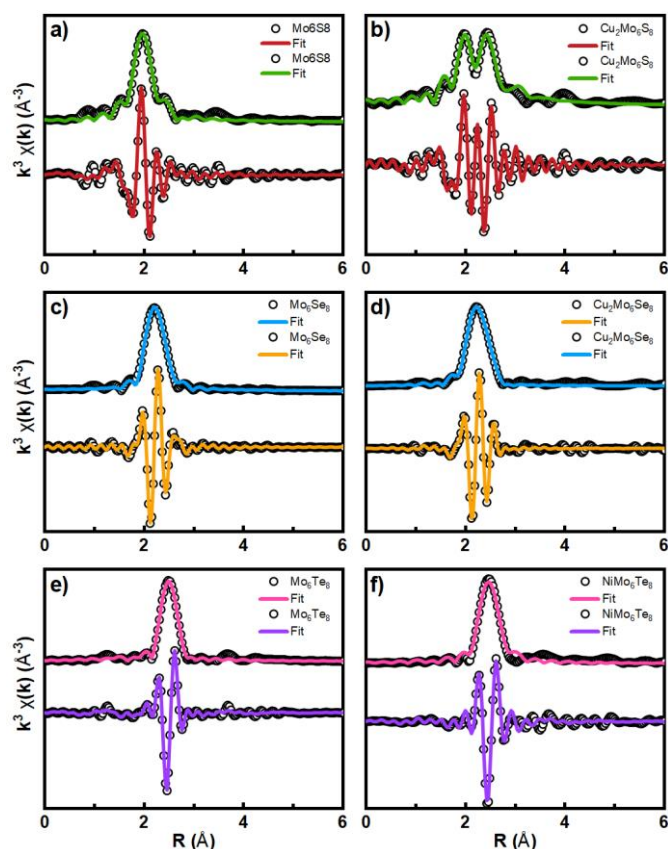 a)
Mo6S8
Fit
Mo6S8
Fit
k³ χ(k) (Å⁻³)
0 2 4 6
b)
Cu₂Mo₆S₈
Fit
Cu₂Mo₆S₈
Fit
0 2 4 6
c)
Mo₆Se₈
Fit
Mo₆Se₈
Fit
k³ χ(k) (Å⁻³)
0 2 4 6
d)
Cu₂Mo₆Se₈
Fit
Cu₂Mo₆Se₈
Fit
0 2 4 6
e)
Mo₆Te₈
Fit
Mo₆Te₈
Fit
k³ χ(k) (Å⁻³)
0 2 4 6
R (Å)
f)
NiMo₆Te₈
Fit
NiMo₆Te₈
Fit
0 2 4 6
R (Å)